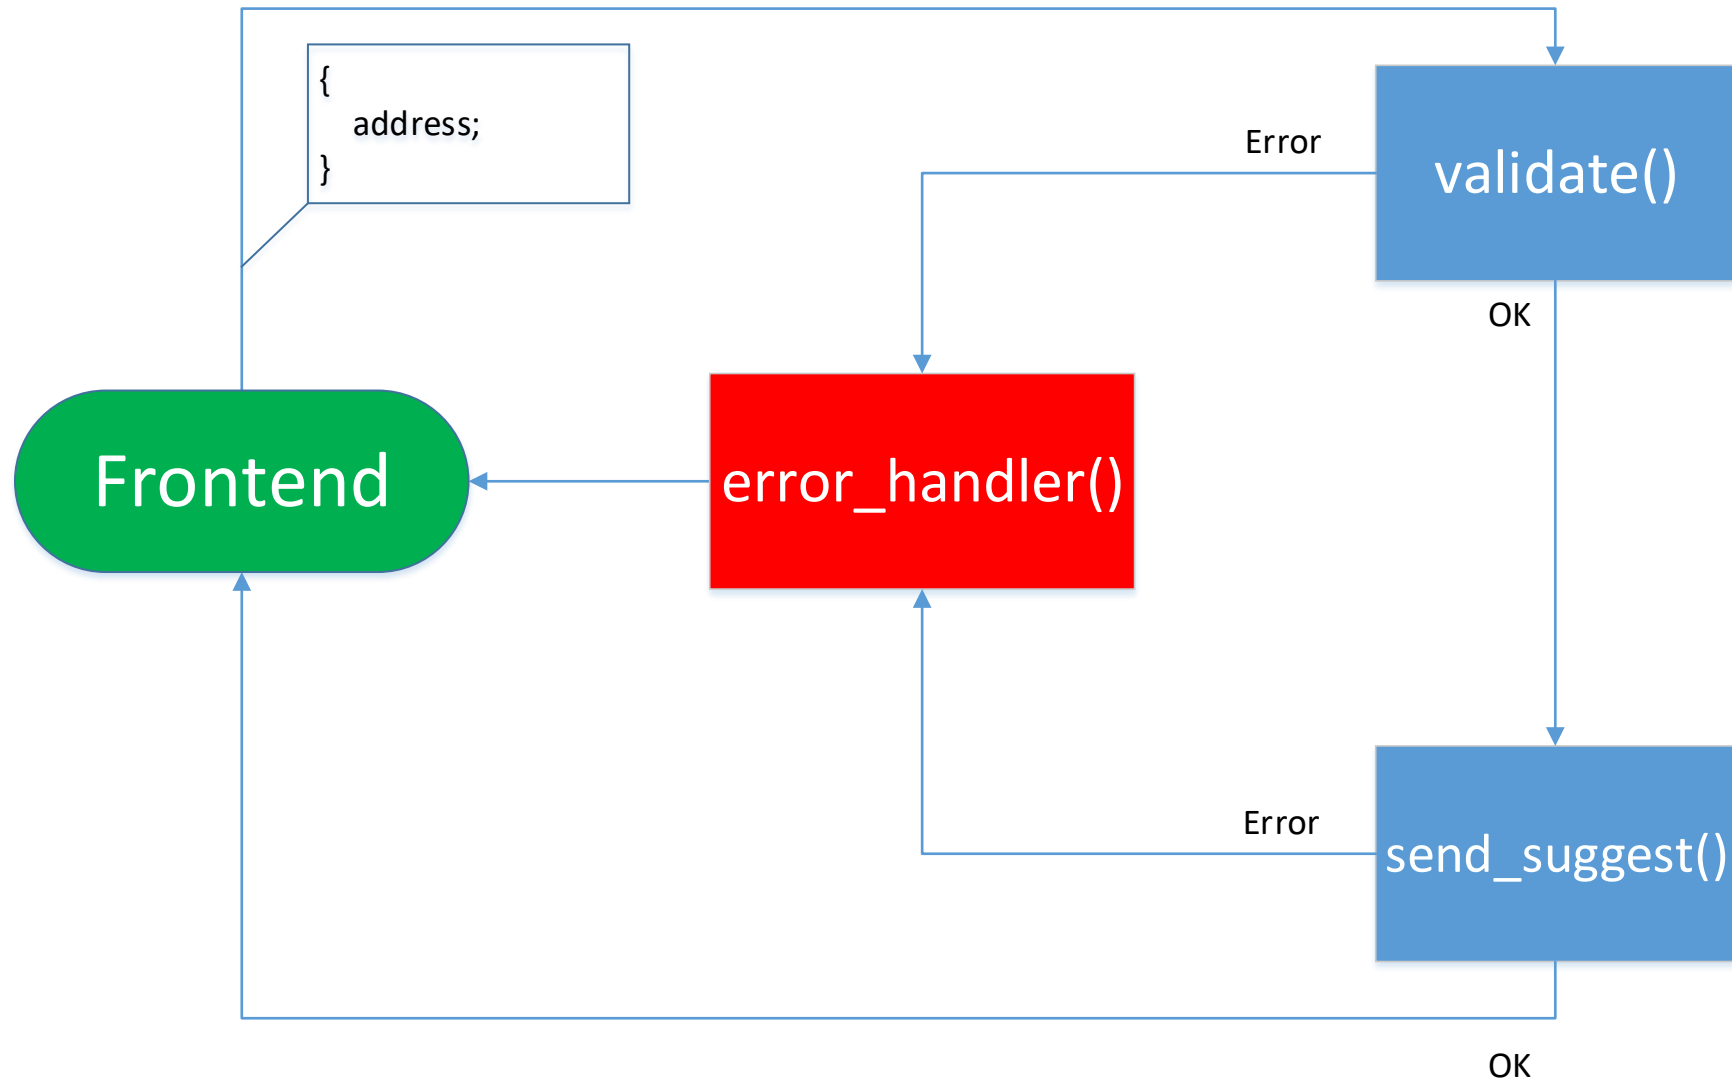 {
address;
}
Error
validate()
OK
Frontend
error_handler()
Error
send_suggest()
OK